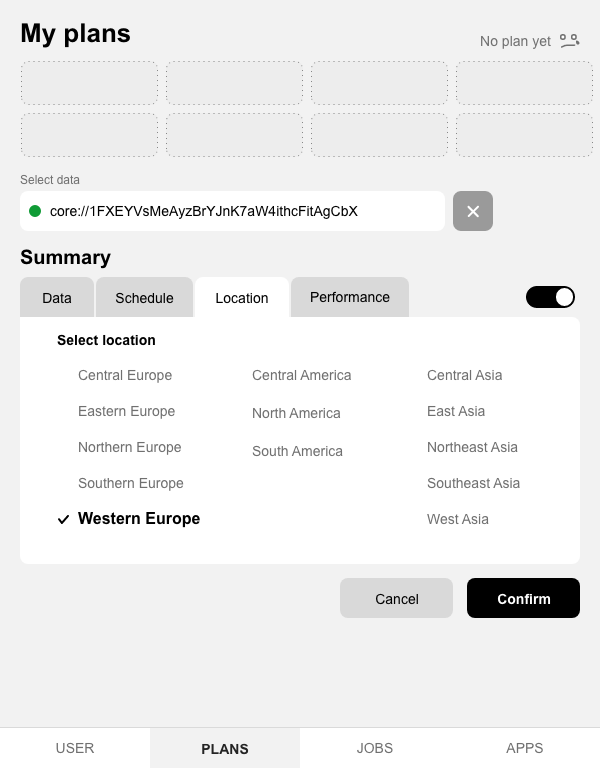 My plans
No plan yet
Select data
core://1FXEYVsMeAyzBrYJnK7aW4ithcFitAgCbX
Summary
Data
Schedule
Location
Performance
Select location
Central Europe
Central America
Central Asia
Eastern Europe
North America
East Asia
Northern Europe
South America
Northeast Asia
Southern Europe
Southeast Asia
Western Europe
West Asia
Cancel
Confirm
USER
PLANS
JOBS
APPS